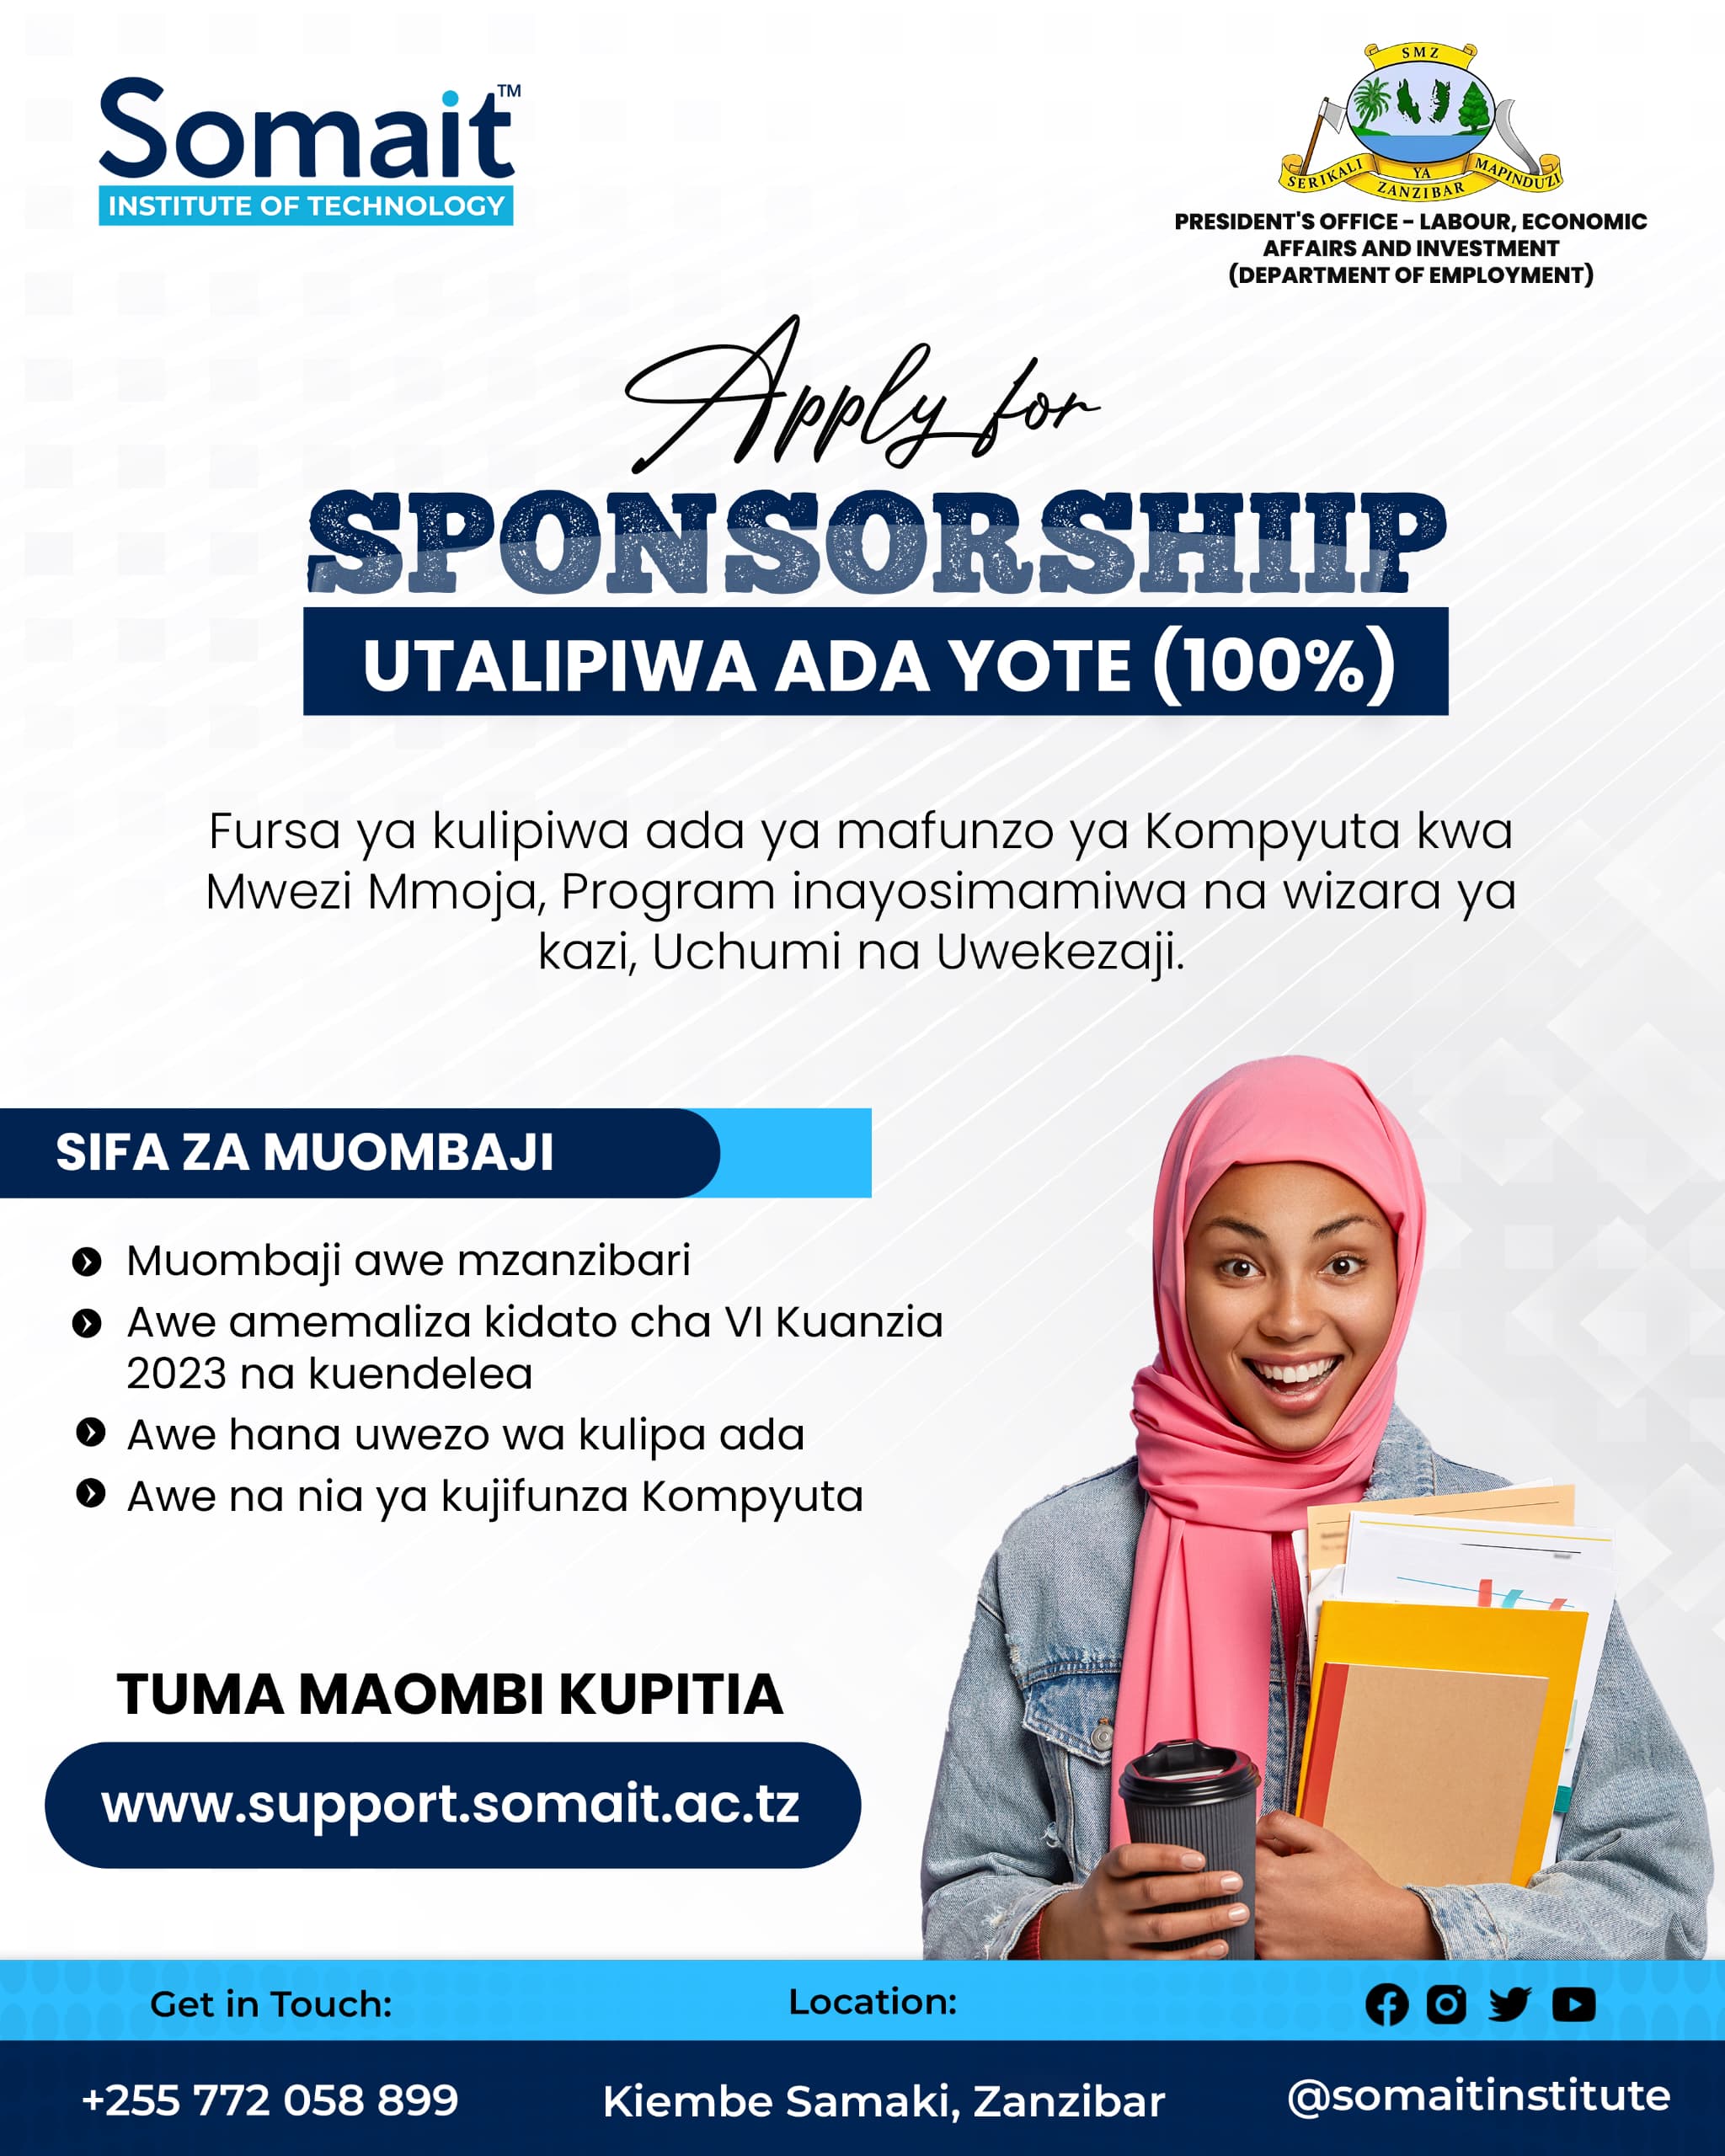 Somait™
INSTITUTE OF TECHNOLOGY
SMZ
SERIKALI YA MAPINDUZI
ZANZIBAR
PRESIDENT'S OFFICE - LABOUR, ECONOMIC
AFFAIRS AND INVESTMENT
(DEPARTMENT OF EMPLOYMENT)
Apply for
SPONSORSHIIP
UTALIPIWA ADA YOTE (100%)
Fursa ya kulipiwa ada ya mafunzo ya Kompyuta kwa
Mwezi Mmoja, Program inayosimamiwa na wizara ya
kazi, Uchumi na Uwekezaji.
SIFA ZA MUOMBAJI
Muombaji awe mzanzibari
Awe amemaliza kidato cha VI Kuanzia
2023 na kuendelea
Awe hana uwezo wa kulipa ada
Awe na nia ya kujifunza Kompyuta
TUMA MAOMBI KUPITIA
www.support.somait.ac.tz
Get in Touch:
Location:
+255 772 058 899
Kiembe Samaki, Zanzibar
@somaitinstitute